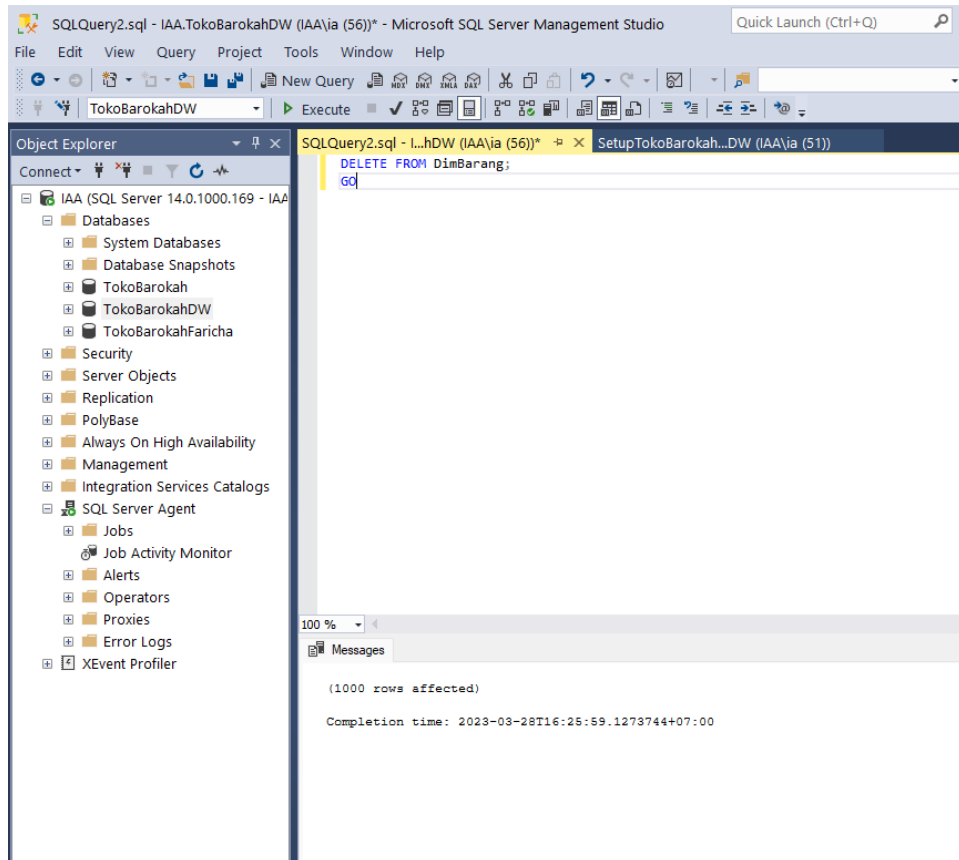 SQLQuery2.sql - IAA.TokoBarokahDW (IAA\ia (56))* - Microsoft SQL Server Management Studio
Quick Launch (Ctrl+Q)
File Edit View Query Project Tools Window Help
New Query MDX DMX XMLA DAX
TokoBarokahDW Execute
Object Explorer
SQLQuery2.sql - I...hDW (IAA\ia (56))* SetupTokoBarokah...DW (IAA\ia (51))
Connect
DELETE FROM DimBarang;
GO
IAA (SQL Server 14.0.1000.169 - IAA
Databases
System Databases
Database Snapshots
TokoBarokah
TokoBarokahDW
TokoBarokahFaricha
Security
Server Objects
Replication
PolyBase
Always On High Availability
Management
Integration Services Catalogs
SQL Server Agent
Jobs
Job Activity Monitor
Alerts
Operators
Proxies
Error Logs
XEvent Profiler
100 %
Messages
(1000 rows affected)
Completion time: 2023-03-28T16:25:59.1273744+07:00